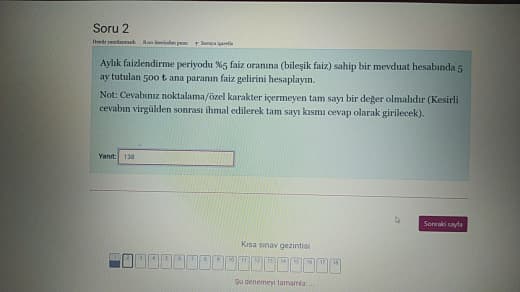 Soru 2
Henüz yanıtlanmadı
Soruyu işaretle
Aylık faizlendirme periyodu %5 faiz oranına (bileşik faiz) sahip bir mevduat hesabında 5
ay tutulan 500 ₺ ana paranın faiz gelirini hesaplayın.
Not: Cevabınız noktalama/özel karakter içermeyen tam sayı bir değer olmalıdır (Kesirli
cevabın virgülden sonrası ihmal edilerek tam sayı kısmı cevap olarak girilecek).
Yanıt: 138
Sonraki sayfa
Kısa sınav gezintisi
1 2 3 4 5 6 7 8 9 10 11 12 13 14 15 16 17 18
Şu denemeyi tamamla ...